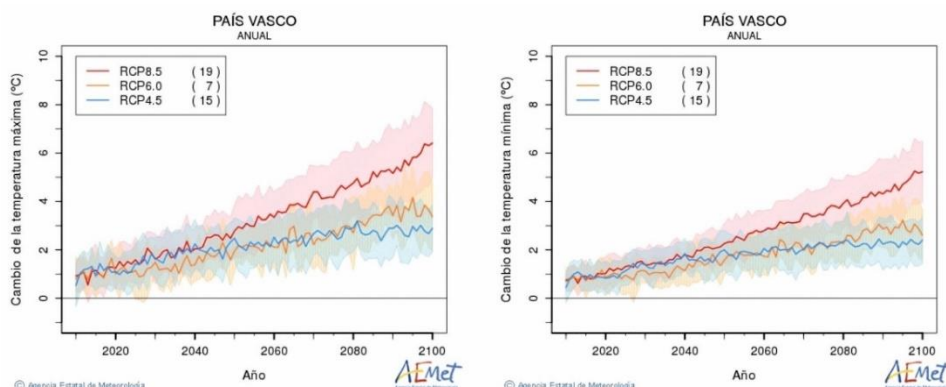 PAÍS VASCO
ANUAL
RCP8.5 ( 19 )
RCP6.0 ( 7 )
RCP4.5 ( 15 )
Cambio de la temperatura máxima (ºC)
0 2 4 6 8 10
2020 2040 2060 2080 2100
Año
© Agencia Estatal de Meteorología
AEMet
PAÍS VASCO
ANUAL
RCP8.5 ( 19 )
RCP6.0 ( 7 )
RCP4.5 ( 15 )
Cambio de la temperatura mínima (ºC)
0 2 4 6 8 10
2020 2040 2060 2080 2100
Año
© Agencia Estatal de Meteorología
AEMet